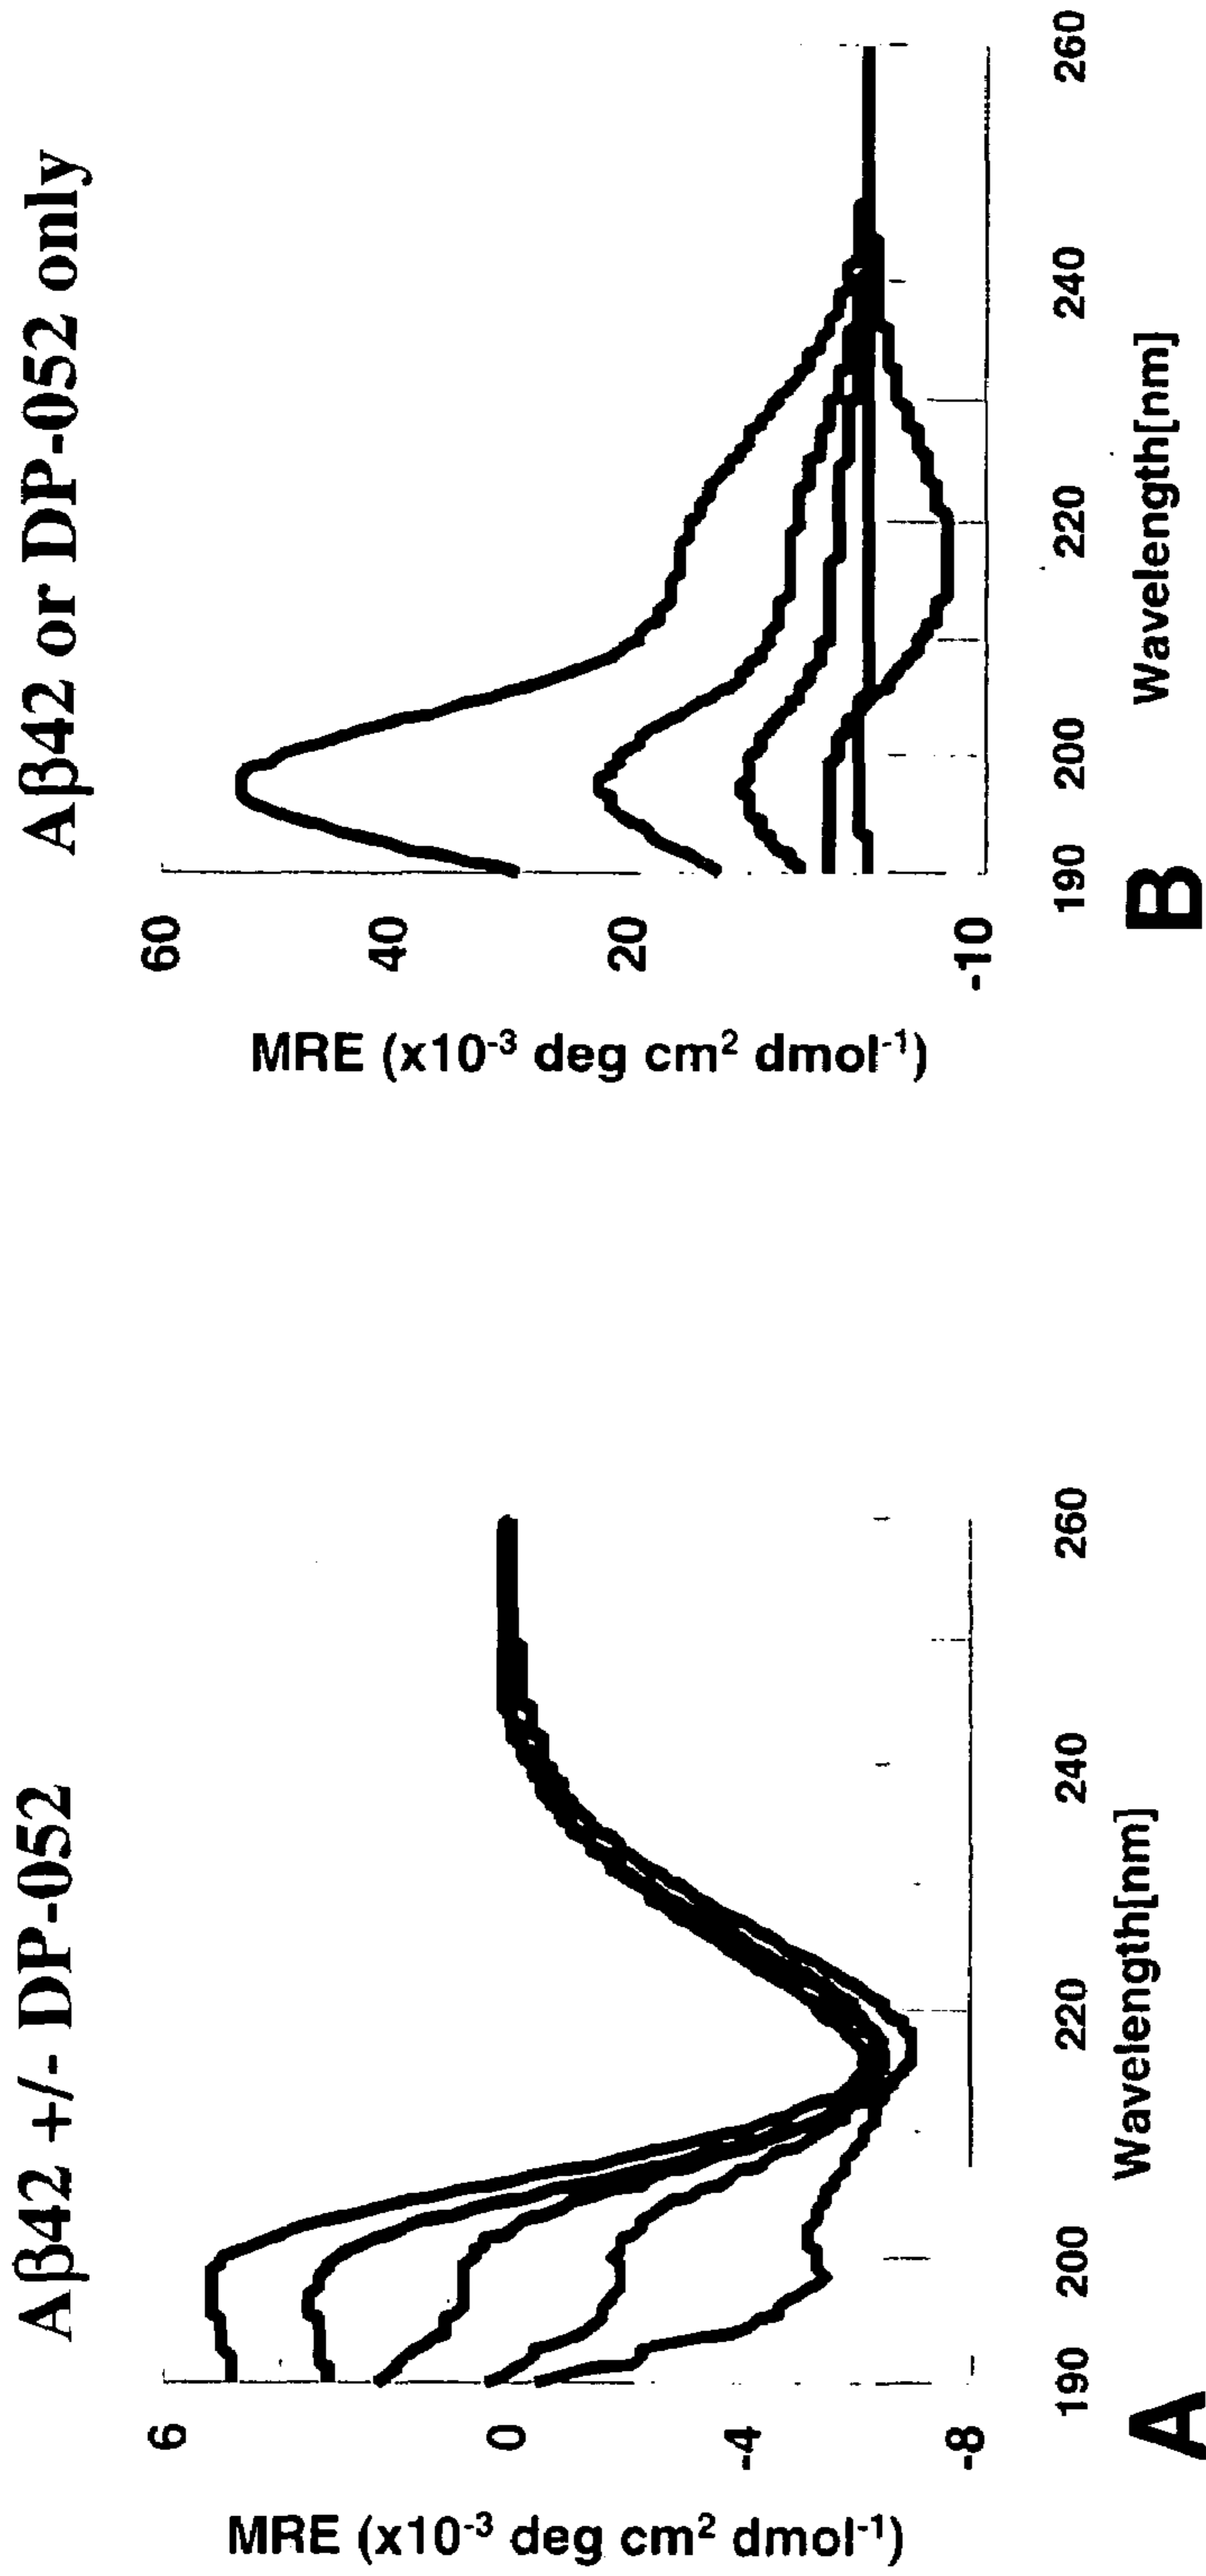 Aβ42 +/- DP-052
MRE (x10⁻³ deg cm² dmol⁻¹)
6
0
-4
-8
190
200
220
240
260
Wavelength[nm]
A
Aβ42 or DP-052 only
MRE (x10⁻³ deg cm² dmol⁻¹)
60
40
20
-10
190
200
220
240
260
Wavelength[nm]
B